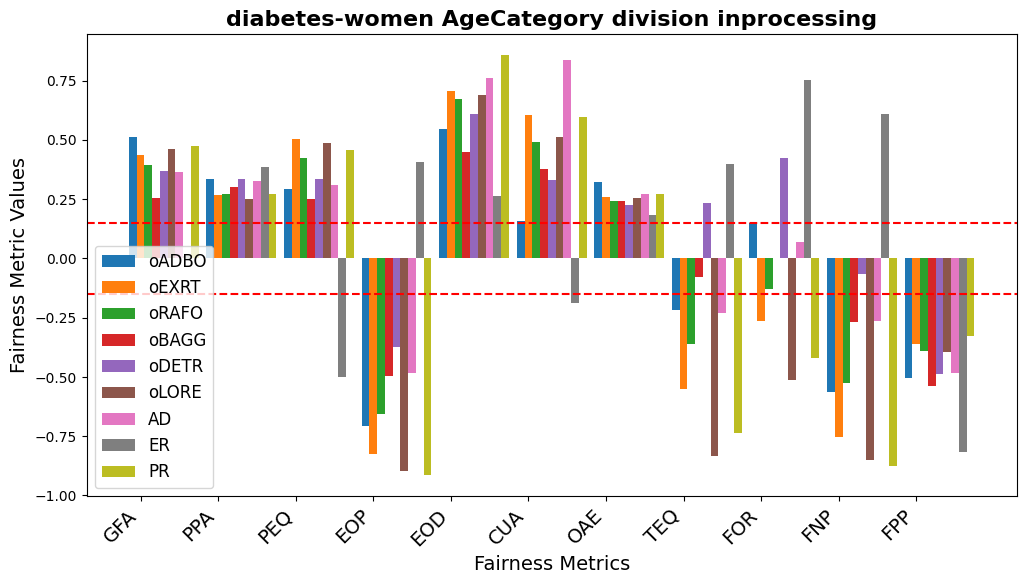 diabetes-women AgeCategory division inprocessing
Fairness Metric Values
0.75
0.50
0.25
0.00
−0.25
−0.50
−0.75
−1.00
oADBO
oEXRT
oRAFO
oBAGG
oDETR
oLORE
AD
ER
PR
GFA
PPA
PEQ
EOP
EOD
CUA
OAE
TEQ
FOR
FNP
FPP
Fairness Metrics